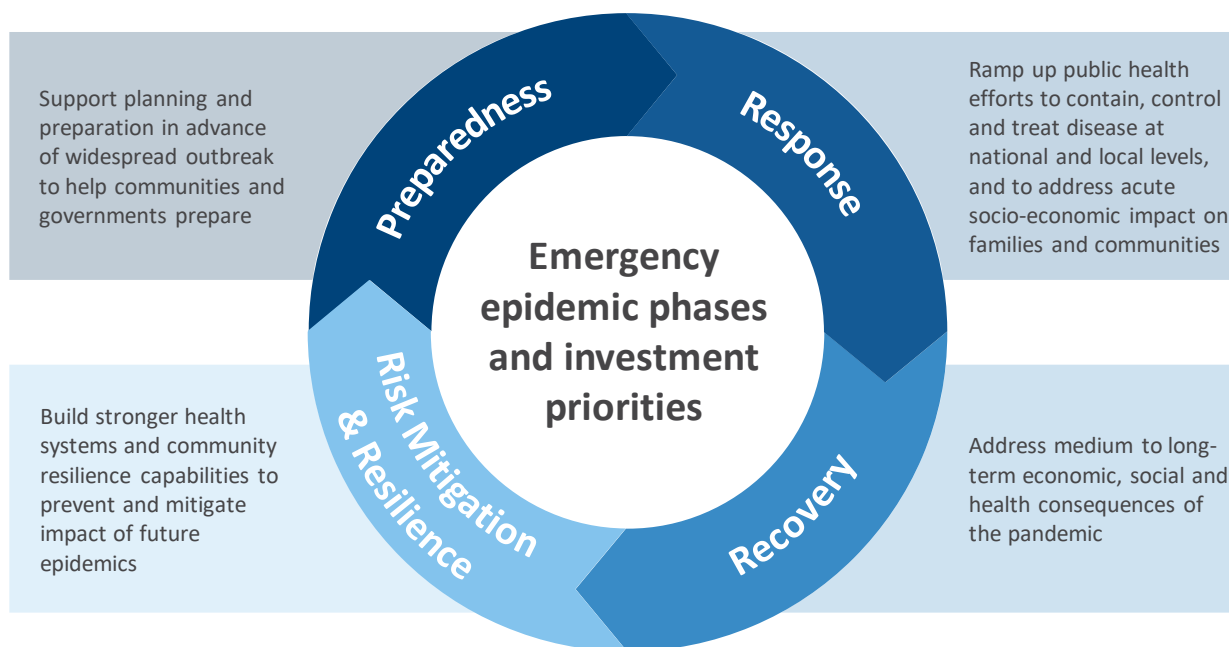 Support planning and
preparation in advance
of widespread outbreak
to help communities and
governments prepare
Preparedness
Response
Ramp up public health
efforts to contain, control
and treat disease at
national and local levels,
and to address acute
socio-economic impact on
families and communities
Emergency
epidemic phases
and investment
priorities
Build stronger health
systems and community
resilience capabilities to
prevent and mitigate
impact of future
epidemics
Risk Mitigation
& Resilience
Recovery
Address medium to long-
term economic, social and
health consequences of
the pandemic